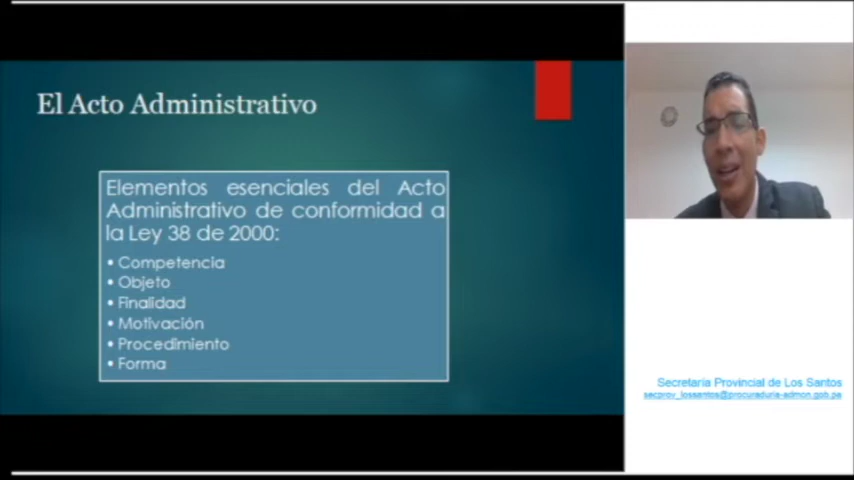 El Acto Administrativo
Elementos esenciales del Acto
Administrativo de conformidad a
la Ley 38 de 2000:
• Competencia
• Objeto
• Finalidad
• Motivación
• Procedimiento
• Forma
Secretaría Provincial de Los Santos
secprov_lossantos@procuraduria-admon.gob.pa